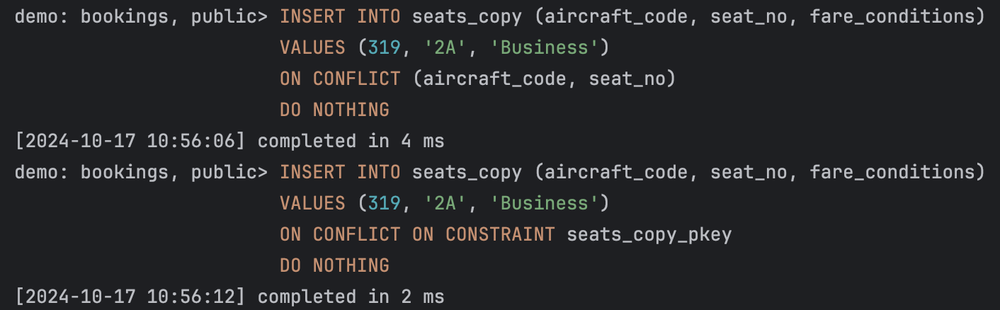 demo: bookings, public> INSERT INTO seats_copy (aircraft_code, seat_no, fare_conditions)
VALUES (319, '2A', 'Business')
ON CONFLICT (aircraft_code, seat_no)
DO NOTHING
[2024-10-17 10:56:06] completed in 4 ms
demo: bookings, public> INSERT INTO seats_copy (aircraft_code, seat_no, fare_conditions)
VALUES (319, '2A', 'Business')
ON CONFLICT ON CONSTRAINT seats_copy_pkey
DO NOTHING
[2024-10-17 10:56:12] completed in 2 ms